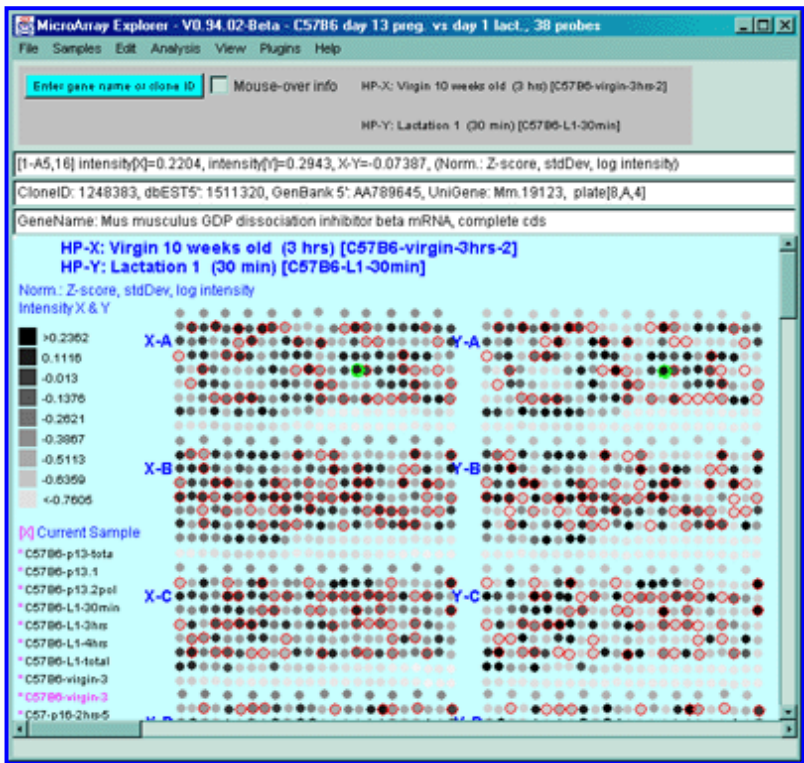 MicroArray Explorer - V0.94.02-Beta - C57B6 day 13 preg. vs day 1 lact., 38 probes
File Samples Edit Analysis View Plugins Help
Enter gene name or clone ID Mouse-over info HP-X: Virgin 10 weeks old (3 hrs) [C57B6-virgin-3hrs-2]
HP-Y: Lactation 1 (30 min) [C57B6-L1-30min]
[1-A5,16] intensity[X]=0.2204, intensity[Y]=0.2943, X-Y=-0.07387, (Norm.: Z-score, stdDev, log intensity)
CloneID: 1248383, dbEST5': 1511320, GenBank 5': AA789645, UniGene: Mm.19123, plate[8,A,4]
GeneName: Mus musculus GDP dissociation inhibitor beta mRNA, complete cds
HP-X: Virgin 10 weeks old (3 hrs) [C57B6-virgin-3hrs-2]
HP-Y: Lactation 1 (30 min) [C57B6-L1-30min]
Norm.: Z-score, stdDev, log intensity
Intensity X & Y
>0.2362
0.1116
-0.013
-0.1376
-0.2621
-0.3867
-0.5113
-0.6359
<-0.7605
X-A Y-A
X-B Y-B
X-C Y-C
[X] Current Sample
*C57B6-p13-tota
*C57B6-p13.1
*C57B6-p13.2pol
*C57B6-L1-30min
*C57B6-L1-3hrs
*C57B6-L1-4hrs
*C57B6-L1-total
*C57B6-virgin-3
*C57B6-virgin-3
*C57-p16-2hrs-5